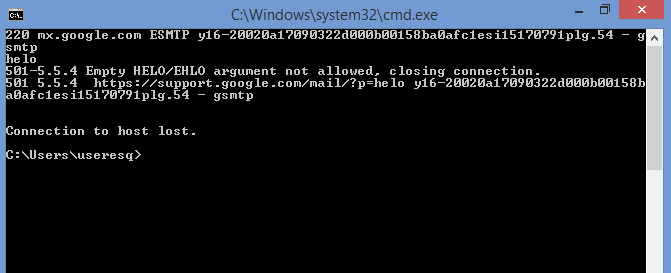 C:\Windows\system32\cmd.exe
220 mx.google.com ESMTP y16-20020a17090322d000b00158ba0afc1esi15170791plg.54 - g
smtp
helo
501-5.5.4 Empty HELO/EHLO argument not allowed, closing connection.
501 5.5.4  https://support.google.com/mail/?p=helo y16-20020a17090322d000b00158b
a0afc1esi15170791plg.54 - gsmtp
Connection to host lost.
C:\Users\useresq>